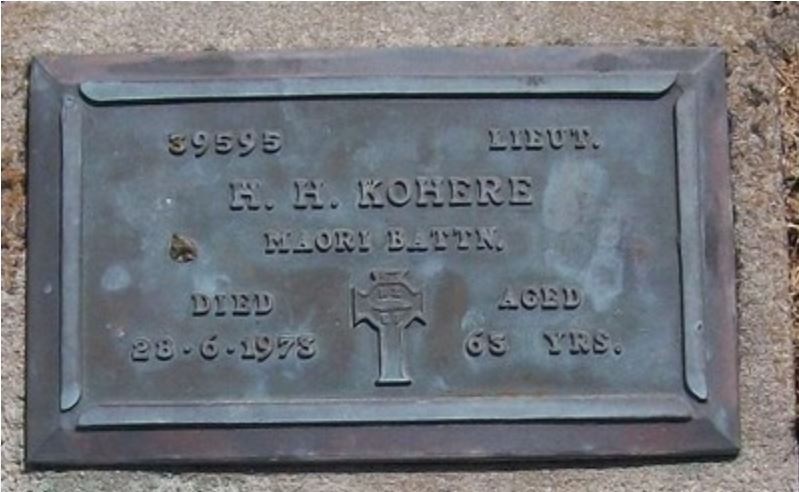 39595 LIEUT.
H. H. KOHERE
MAORI BATTN.
DIED AGED
28.6.1973 63 YRS.